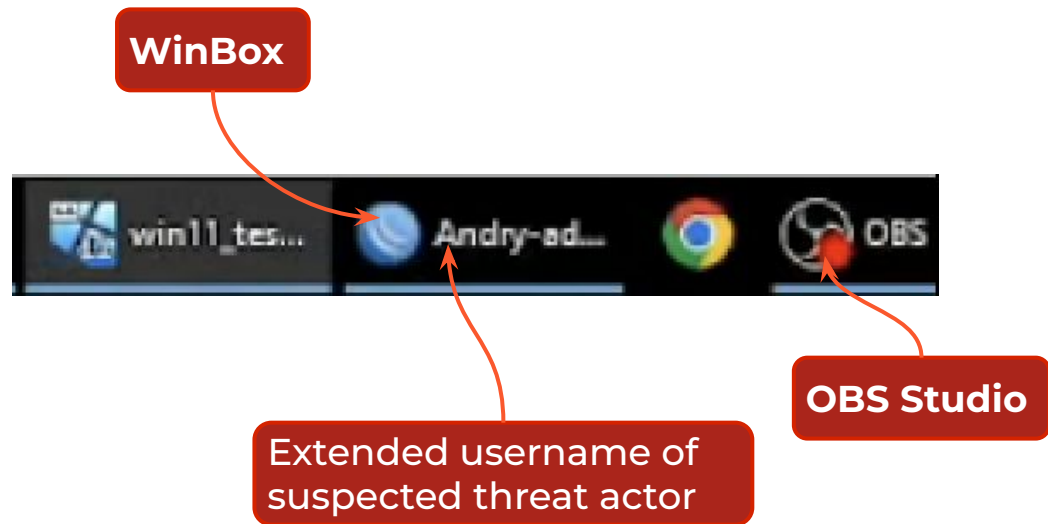 WinBox
win11_tes...
Andry-ad...
OBS
OBS Studio
Extended username of
suspected threat actor